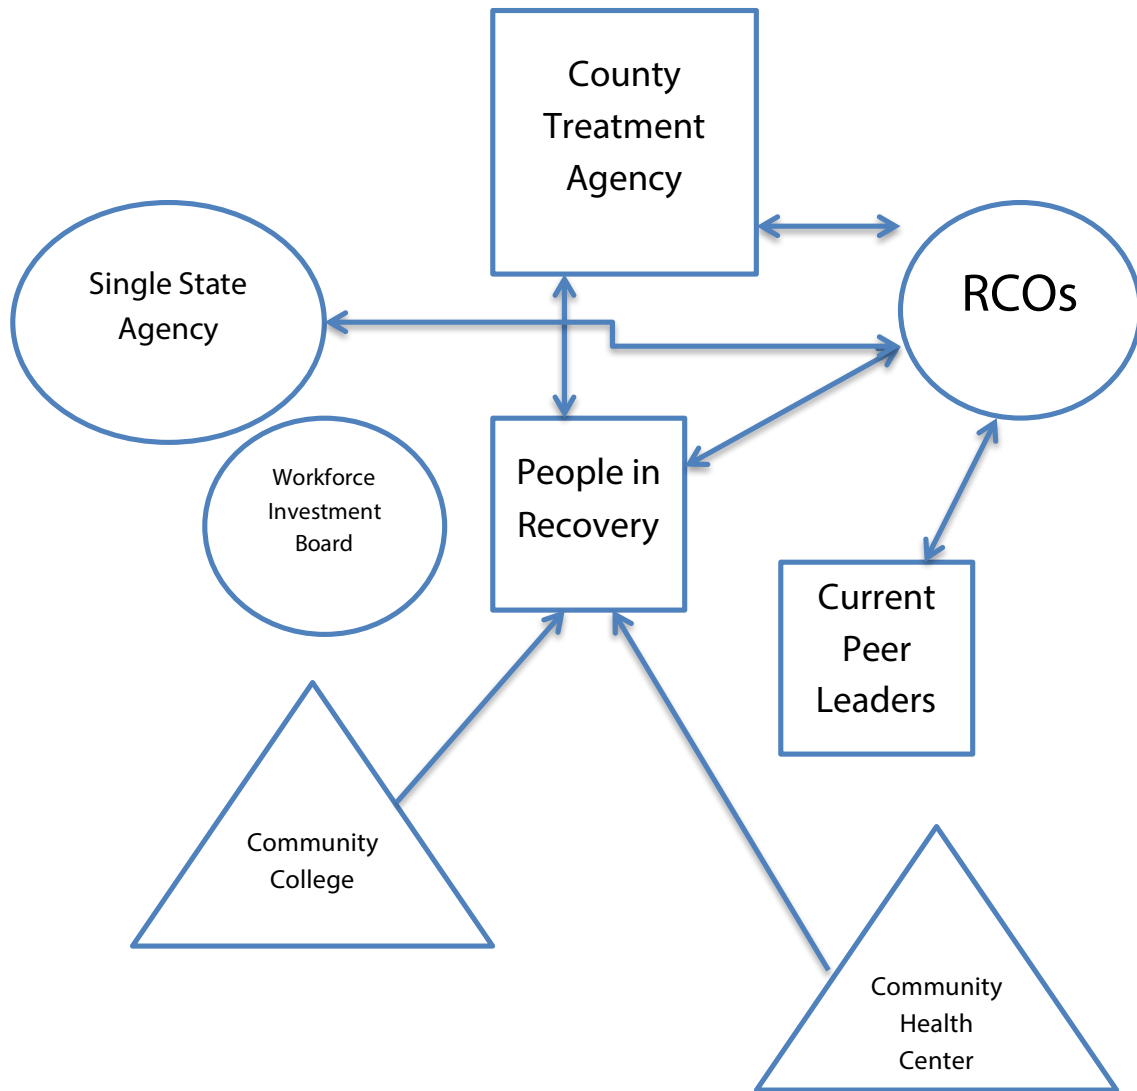 County
Treatment
Agency
Single State
Agency
RCOs
Workforce
Investment
Board
People in
Recovery
Current
Peer
Leaders
Community
College
Community
Health
Center